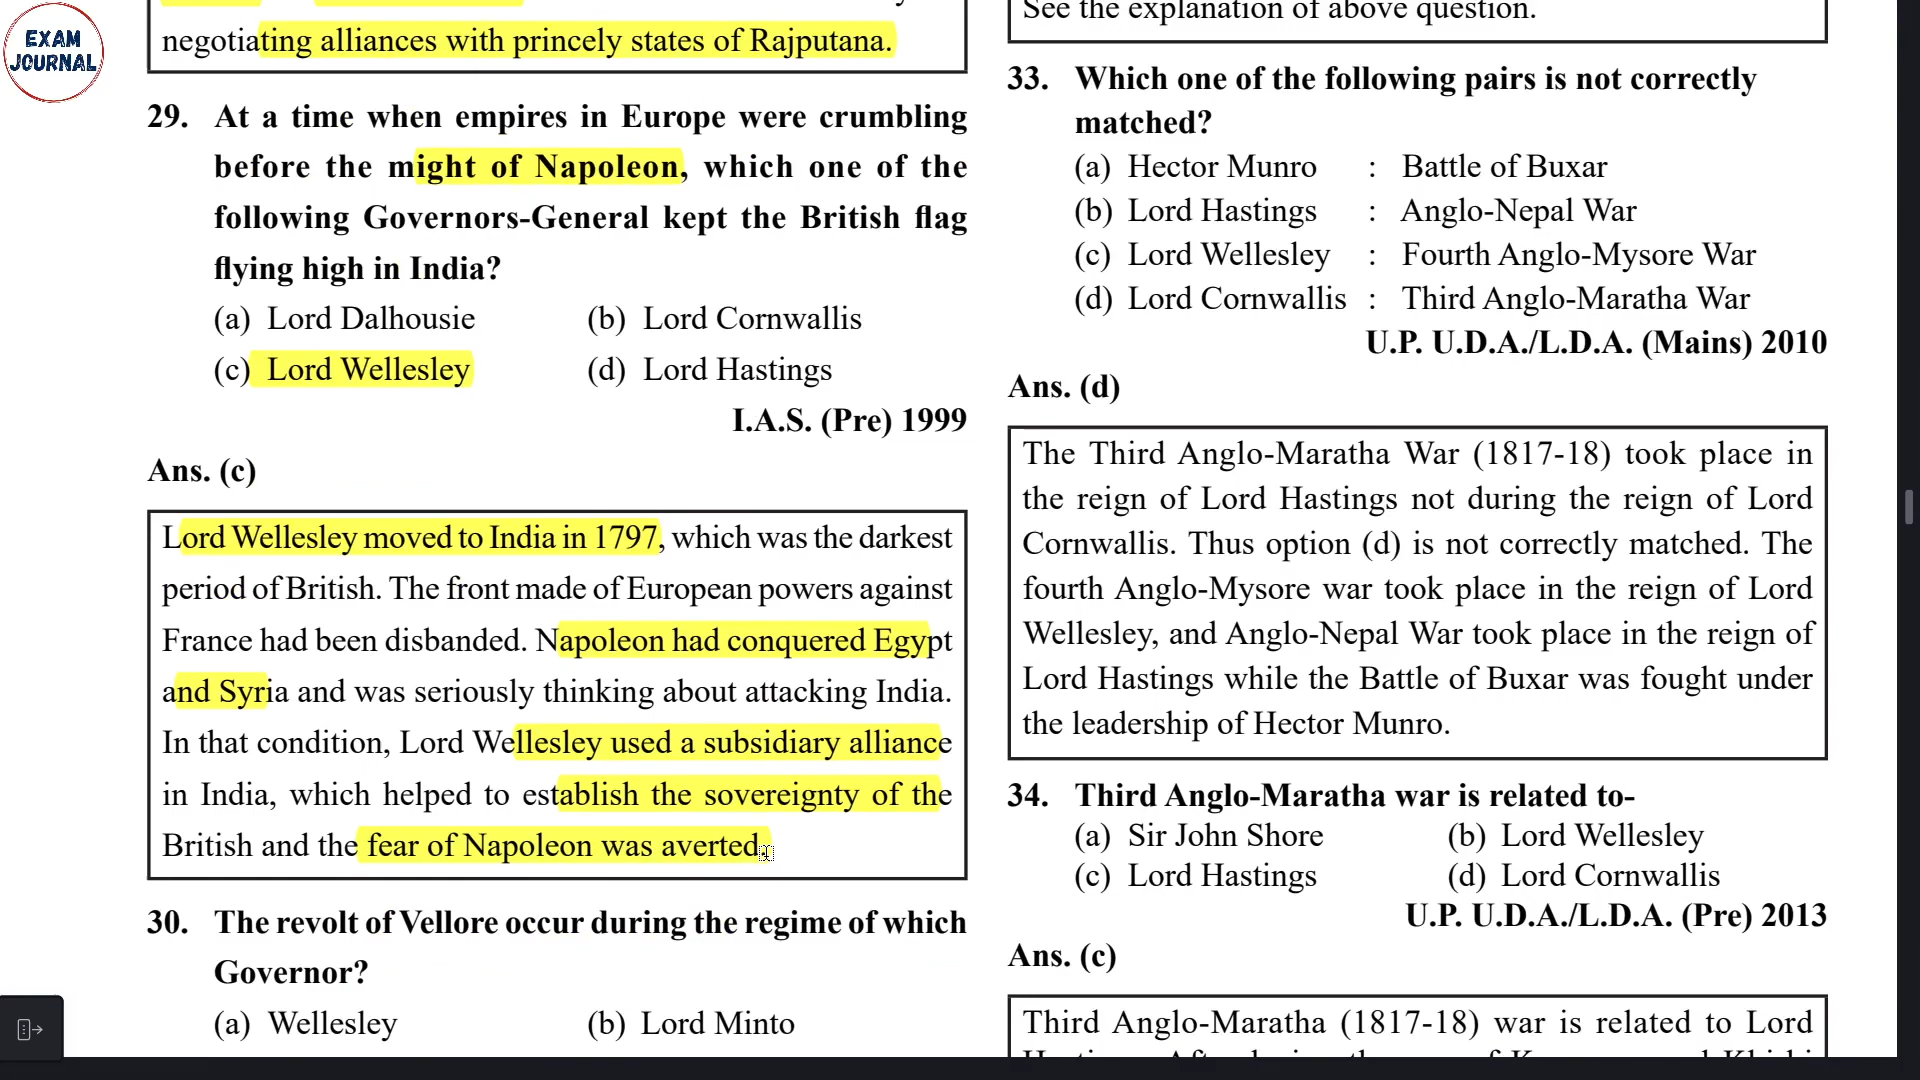 EXAM
JOURNAL
negotiating alliances with princely states of Rajputana.
29. At a time when empires in Europe were crumbling
before the might of Napoleon, which one of the
following Governors-General kept the British flag
flying high in India?
(a) Lord Dalhousie (b) Lord Cornwallis
(c) Lord Wellesley (d) Lord Hastings
I.A.S. (Pre) 1999
Ans. (c)
Lord Wellesley moved to India in 1797, which was the darkest
period of British. The front made of European powers against
France had been disbanded. Napoleon had conquered Egypt
and Syria and was seriously thinking about attacking India.
In that condition, Lord Wellesley used a subsidiary alliance
in India, which helped to establish the sovereignty of the
British and the fear of Napoleon was averted.
30. The revolt of Vellore occur during the regime of which
Governor?
(a) Wellesley (b) Lord Minto
See the explanation of above question.
33. Which one of the following pairs is not correctly
matched?
(a) Hector Munro : Battle of Buxar
(b) Lord Hastings : Anglo-Nepal War
(c) Lord Wellesley : Fourth Anglo-Mysore War
(d) Lord Cornwallis : Third Anglo-Maratha War
U.P. U.D.A./L.D.A. (Mains) 2010
Ans. (d)
The Third Anglo-Maratha War (1817-18) took place in
the reign of Lord Hastings not during the reign of Lord
Cornwallis. Thus option (d) is not correctly matched. The
fourth Anglo-Mysore war took place in the reign of Lord
Wellesley, and Anglo-Nepal War took place in the reign of
Lord Hastings while the Battle of Buxar was fought under
the leadership of Hector Munro.
34. Third Anglo-Maratha war is related to-
(a) Sir John Shore (b) Lord Wellesley
(c) Lord Hastings (d) Lord Cornwallis
U.P. U.D.A./L.D.A. (Pre) 2013
Ans. (c)
Third Anglo-Maratha (1817-18) war is related to Lord